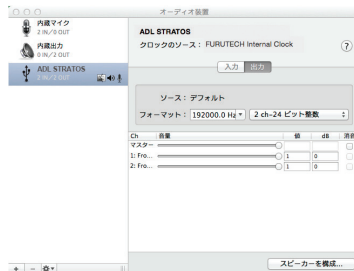 オーディオ装置
内蔵マイク
2 IN/0 OUT
内蔵出力
0 IN/2 OUT
ADL STRATOS
0 IN/2 OUT
ADL STRATOS
クロックのソース： FURUTECH Internal Clock
?
入力 出力
ソース：デフォルト
フォーマット： 192000.0 Hz 2 ch-24 ビット整数
Ch 音量 値 dB 消音
マスター
1: Fro... 1 0
2: Fro... 1 0
スピーカーを構成...